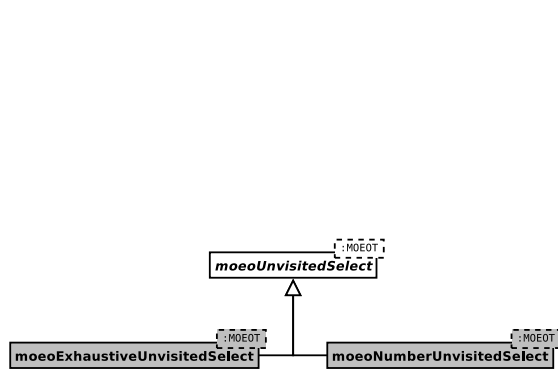 :MOEOT
moeoUnvisitedSelect
:MOEOT
moeoExhaustiveUnvisitedSelect
:MOEOT
moeoNumberUnvisitedSelect